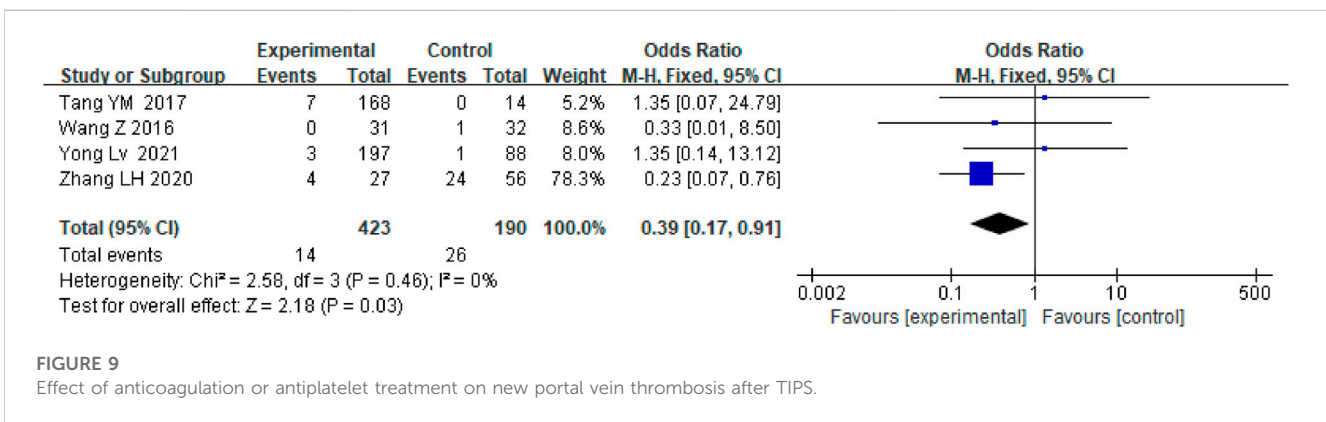 Experimental Control Odds Ratio Odds Ratio
Study or Subgroup Events Total Events Total Weight M-H, Fixed, 95% CI M-H, Fixed, 95% CI
Tang YM 2017 7 168 0 14 5.2% 1.35 [0.07, 24.79]
Wang Z 2016 0 31 1 32 8.6% 0.33 [0.01, 8.50]
Yong Lv 2021 3 197 1 88 8.0% 1.35 [0.14, 13.12]
Zhang LH 2020 4 27 24 56 78.3% 0.23 [0.07, 0.76]
Total (95% CI) 423 190 100.0% 0.39 [0.17, 0.91]
Total events 14 26
Heterogeneity: Chi² = 2.58, df = 3 (P = 0.46); I² = 0%
Test for overall effect: Z = 2.18 (P = 0.03)
0.002 0.1 1 10 500
Favours [experimental] Favours [control]
FIGURE 9
Effect of anticoagulation or antiplatelet treatment on new portal vein thrombosis after TIPS.